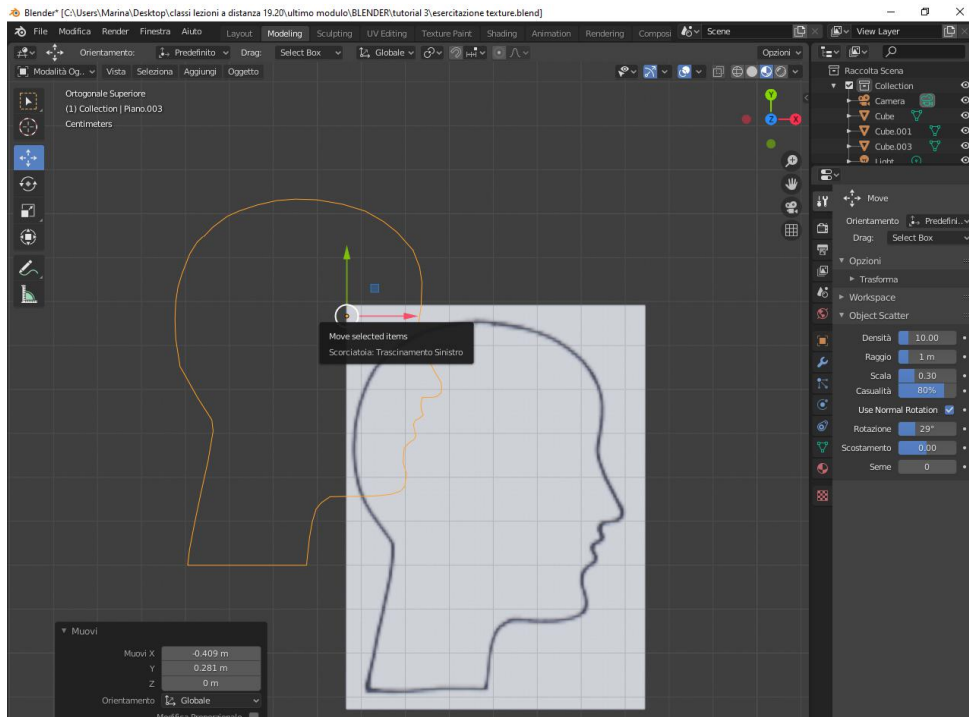 Blender* [C:\Users\Marina\Desktop\classi lezioni a distanza 19.20\ultimo modulo\BLENDER\tutorial 3\esercitazione texture.blend]
File Modifica Render Finestra Aiuto Layout Modeling Sculpting UV Editing Texture Paint Shading Animation Rendering Composi Scene View Layer
Orientamento: Predefinito Drag: Select Box Globale Opzioni
Modalità Og.. Vista Seleziona Aggiungi Oggetto
Ortogonale Superiore
(1) Collection | Piano.003
Centimeters
Y
Z
X
Move selected items
Scorciatoia: Trascinamento Sinistro
Muovi
Muovi X -0.409 m
Y 0.281 m
Z 0 m
Orientamento Globale
Modifica Proporzionale
Raccolta Scena
Collection
Camera
Cube
Cube.001
Cube.003
Light
Move
Orientamento Predefini..
Drag: Select Box
Opzioni
Trasforma
Workspace
Object Scatter
Densità 10.00
Raggio 1 m
Scala 0.30
Casualità 80%
Use Normal Rotation
Rotazione 29°
Scostamento 0.00
Seme 0